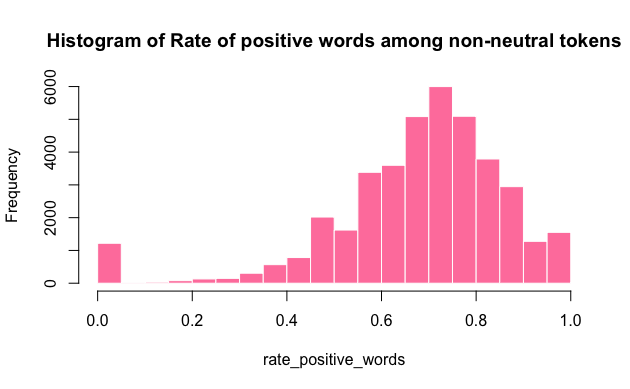 Histogram of Rate of positive words among non-neutral tokens
Frequency
6000
4000
2000
0
0.0 0.2 0.4 0.6 0.8 1.0
rate_positive_words